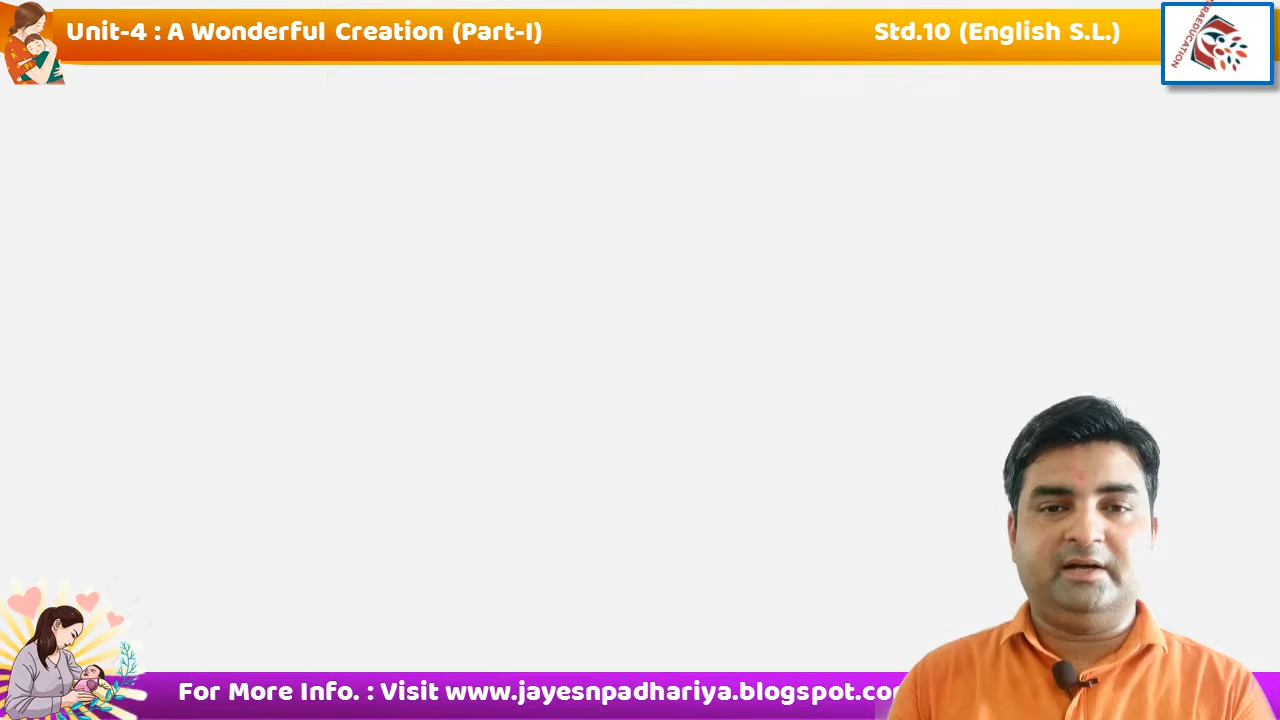 Unit-4 : A Wonderful Creation (Part-I)
Std.10 (English S.L.)
For More Info. : Visit www.jayesnpadhariya.blogspot.co